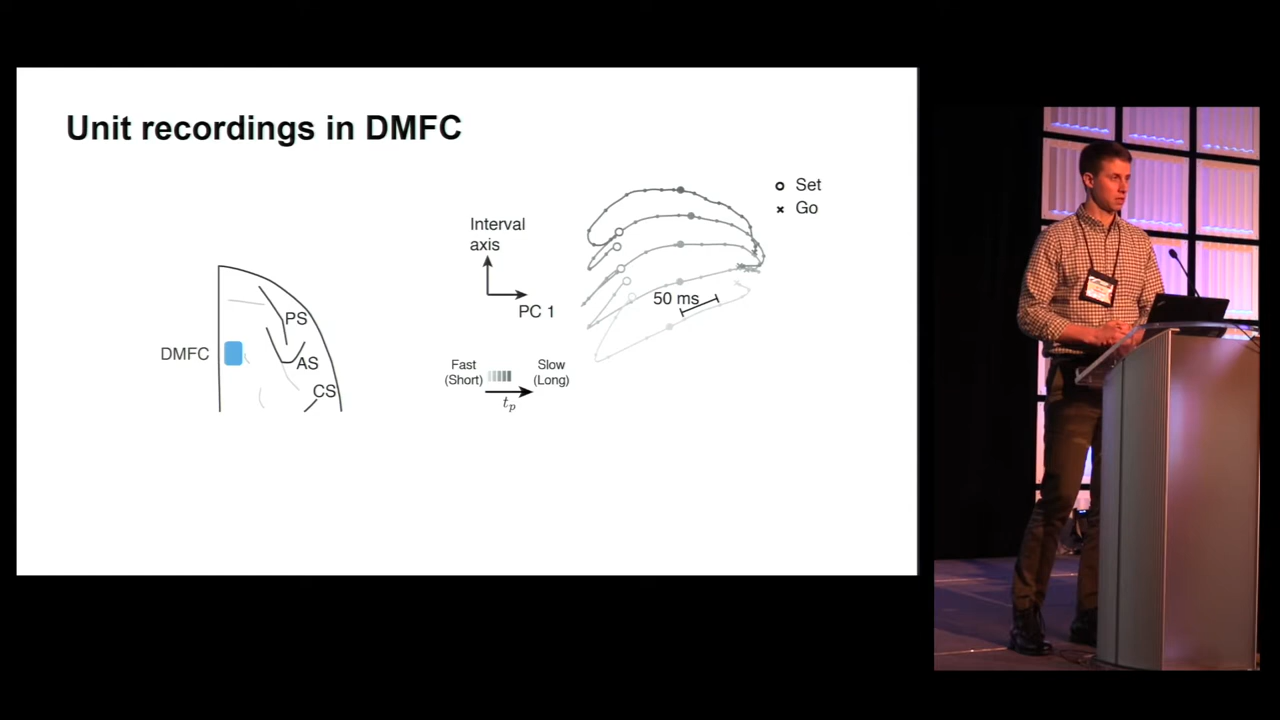 Unit recordings in DMFC
DMFC
PS
AS
CS
Interval
axis
PC 1
Fast
(Short)
Slow
(Long)
tp
50 ms
Set
Go